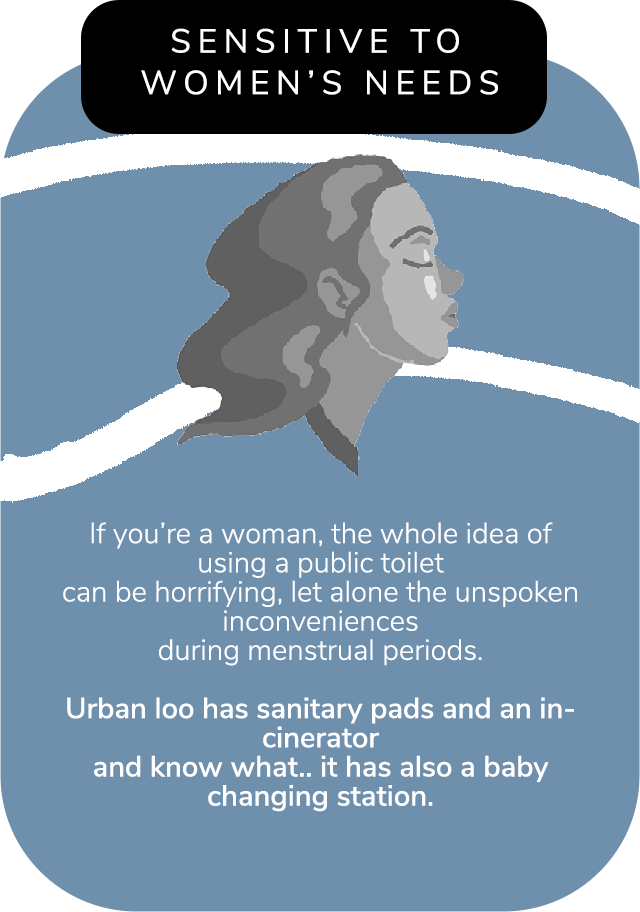 SENSITIVE TO
WOMEN’S NEEDS
If you’re a woman, the whole idea of
using a public toilet
can be horrifying, let alone the unspoken
inconveniences
during menstrual periods.
Urban loo has sanitary pads and an in-
cinerator
and know what.. it has also a baby
changing station.